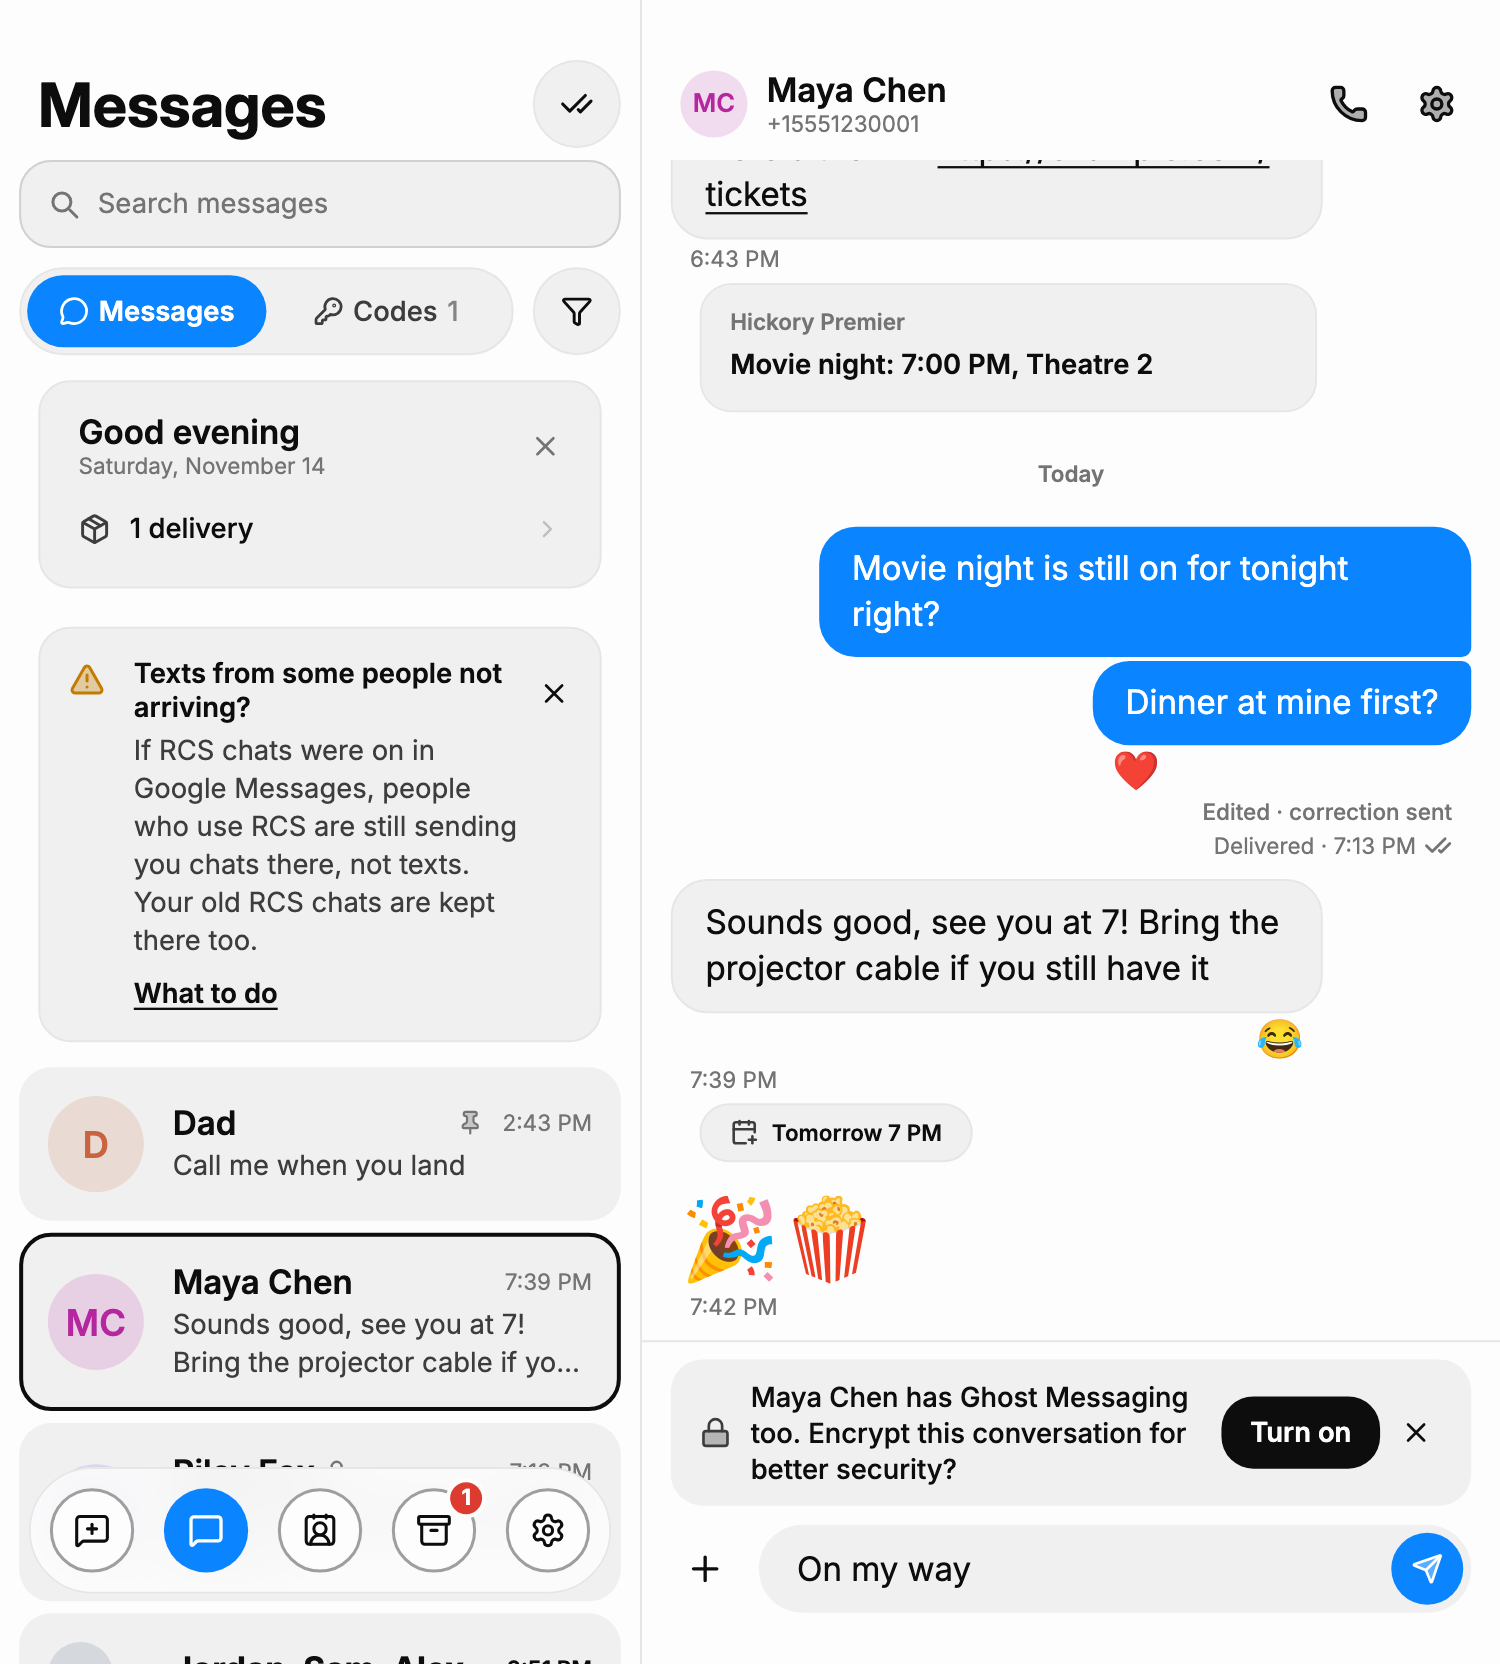 Messages
Search messages
Messages
Codes 1
Good evening
Saturday, November 14
1 delivery
Texts from some people not
arriving?
If RCS chats were on in
Google Messages, people
who use RCS are still sending
you chats there, not texts.
Your old RCS chats are kept
there too.
What to do
D
Dad
2:43 PM
Call me when you land
MC
Maya Chen
7:39 PM
Sounds good, see you at 7!
Bring the projector cable if yo...
Riley Fox
1
Jordan, Sam, Alex
MC
Maya Chen
+15551230001
tickets
6:43 PM
Hickory Premier
Movie night: 7:00 PM, Theatre 2
Today
Movie night is still on for tonight
right?
Dinner at mine first?
❤️
Edited · correction sent
Delivered · 7:13 PM
Sounds good, see you at 7! Bring the
projector cable if you still have it
😂
7:39 PM
Tomorrow 7 PM
🎉🍿
7:42 PM
Maya Chen has Ghost Messaging
too. Encrypt this conversation for
better security?
Turn on
On my way